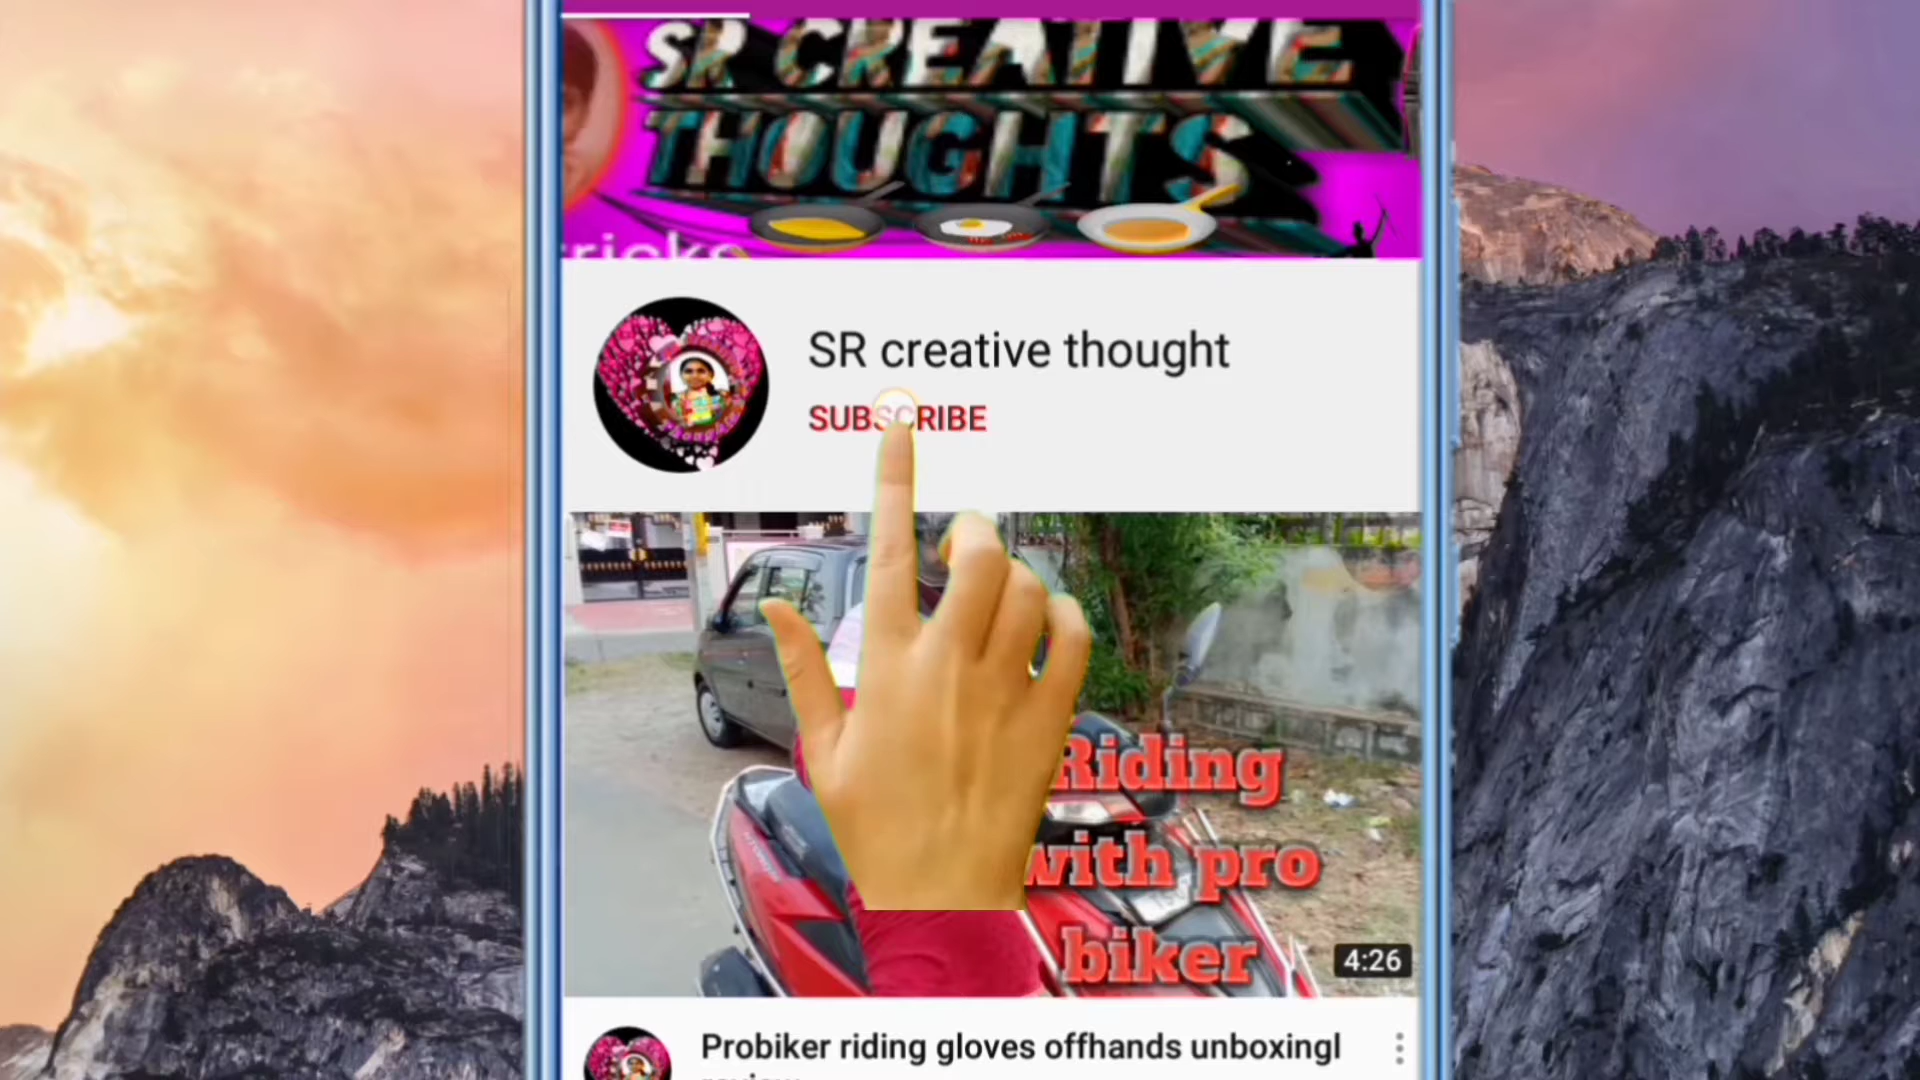 SR CREATIVE
THOUGHTS
SR creative thought
SUBSCRIBE
Riding
with pro
biker
4:26
Probiker riding gloves offhands unboxingl